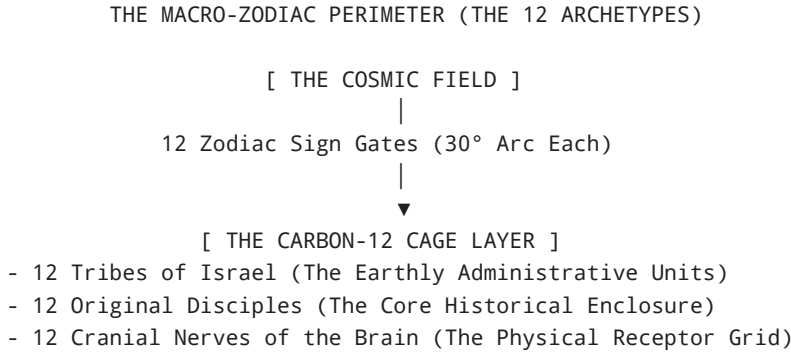 THE MACRO-ZODIAC PERIMETER (THE 12 ARCHETYPES)
[ THE COSMIC FIELD ]
│
12 Zodiac Sign Gates (30° Arc Each)
│
▼
[ THE CARBON-12 CAGE LAYER ]
- 12 Tribes of Israel (The Earthly Administrative Units)
- 12 Original Disciples (The Core Historical Enclosure)
- 12 Cranial Nerves of the Brain (The Physical Receptor Grid)